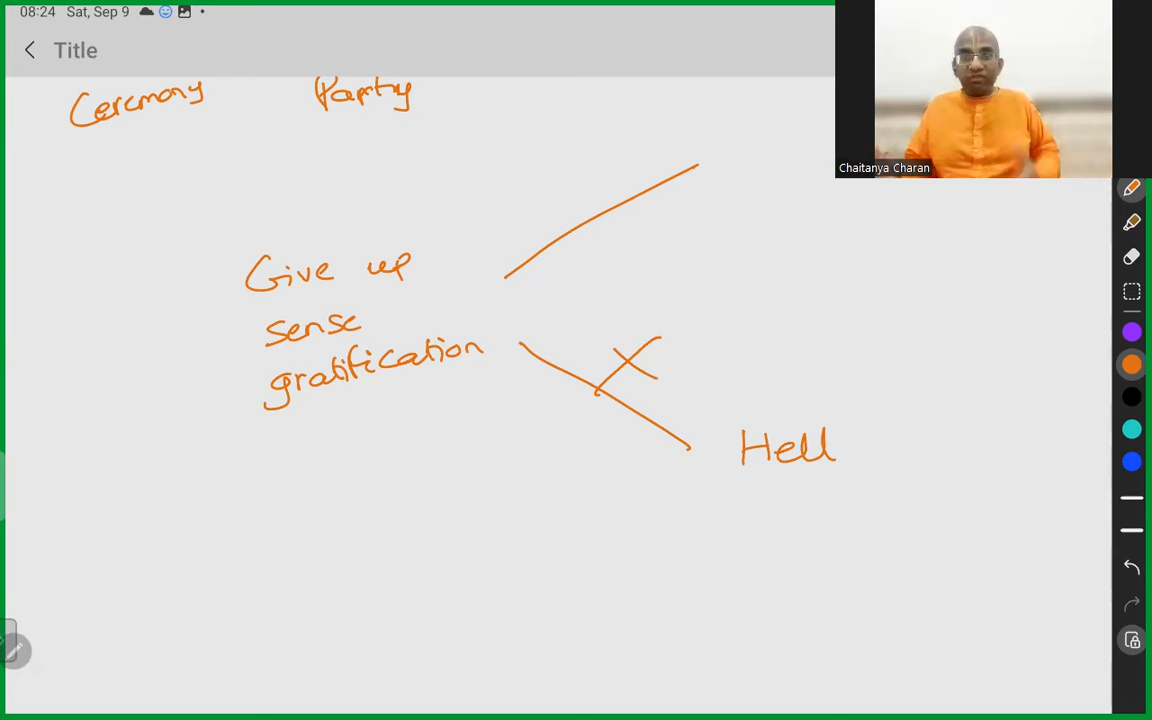 08:24 Sat, Sep 9
Title
Ceremony Party
Chaitanya Charan
Give up
sense
gratification
Hell